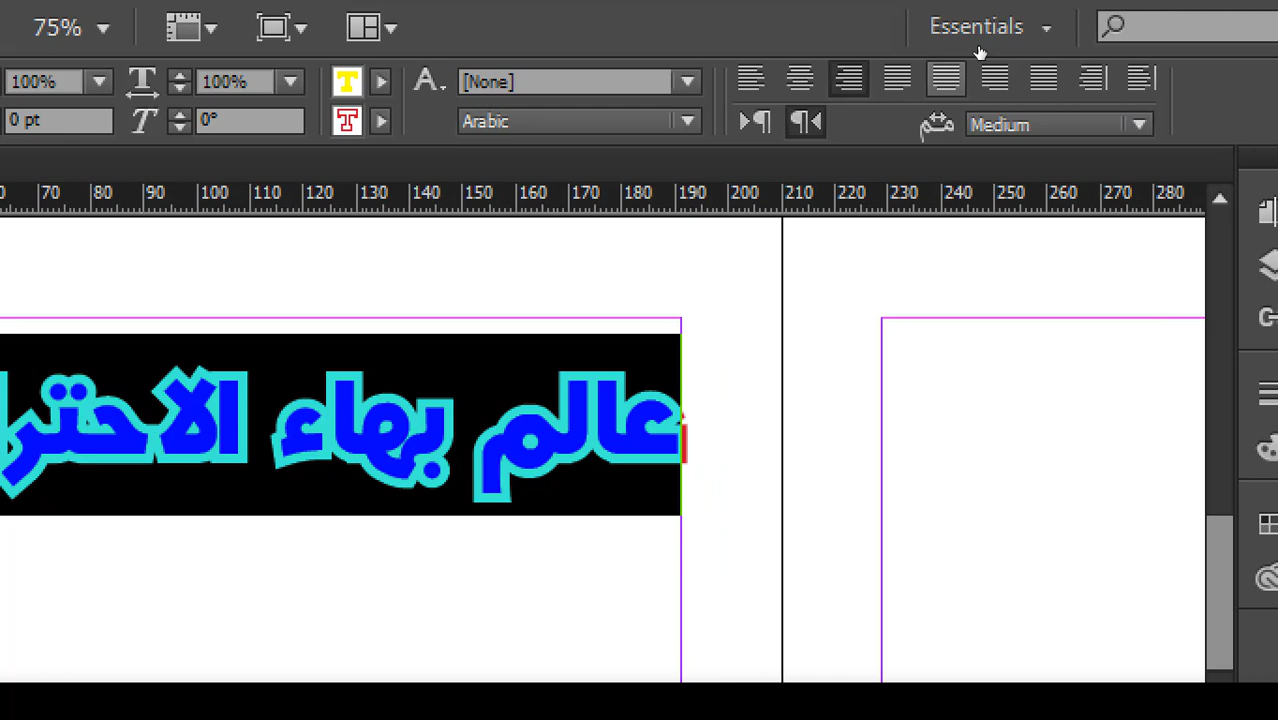 75%
Essentials
100%
100%
[None]
0 pt
0°
Arabic
Medium
70 80 90 100 110 120 130 140 150 160 170 180 190 200 210 220 230 240 250 260 270 280
عالم بهاء الاحتر